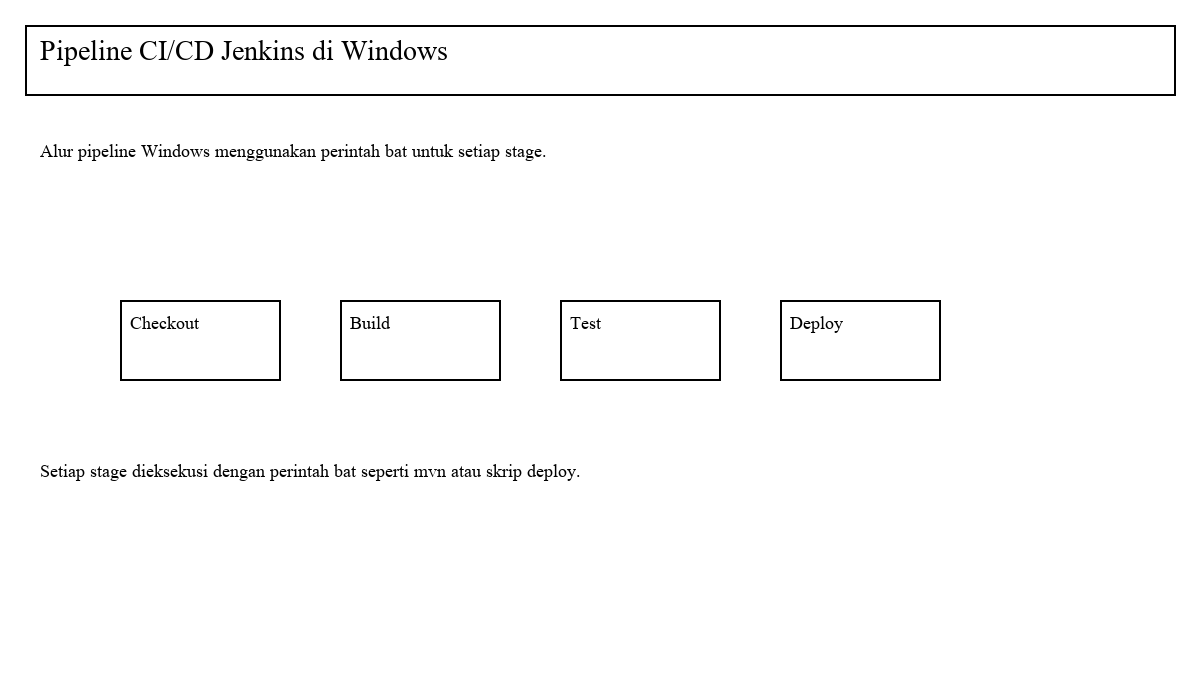 Pipeline CI/CD Jenkins di Windows
Alur pipeline Windows menggunakan perintah bat untuk setiap stage.
Checkout
Build
Test
Deploy
Setiap stage dieksekusi dengan perintah bat seperti mvn atau skrip deploy.